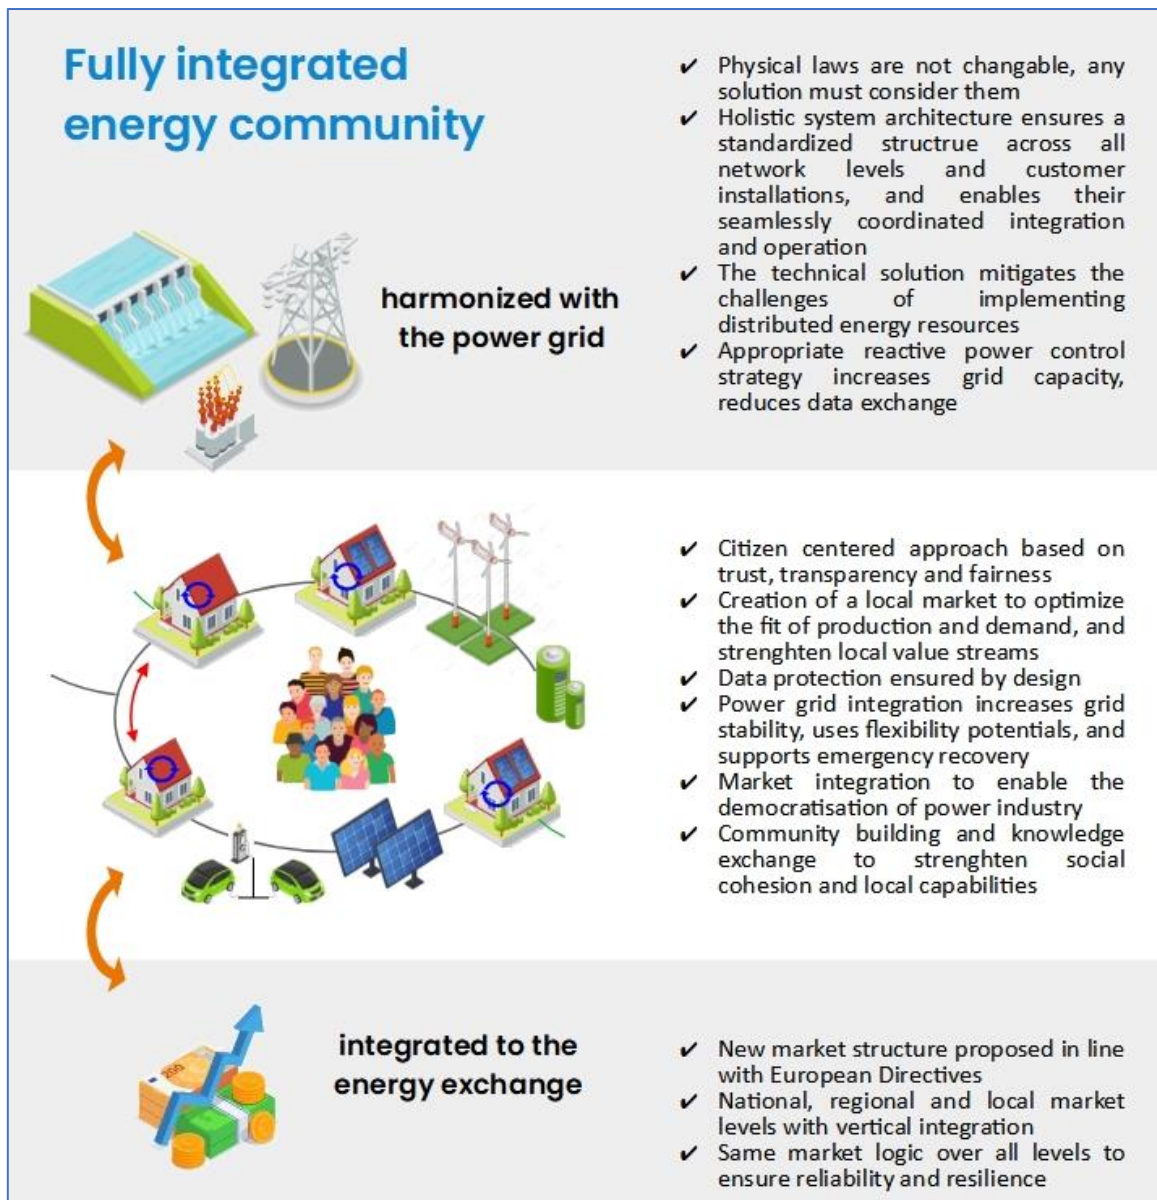 Fully integrated
energy community
✔ Physical laws are not changable, any
solution must consider them
✔ Holistic system architecture ensures a
standardized structrue across all
network levels and customer
installations, and enables their
seamlessly coordinated integration
and operation
✔ The technical solution mitigates the
challenges of implementing
distributed energy resources
✔ Appropriate reactive power control
strategy increases grid capacity,
reduces data exchange
harmonized with
the power grid
✔ Citizen centered approach based on
trust, transparency and fairness
✔ Creation of a local market to optimize
the fit of production and demand, and
strenghten local value streams
✔ Data protection ensured by design
✔ Power grid integration increases grid
stability, uses flexibility potentials, and
supports emergency recovery
✔ Market integration to enable the
democratisation of power industry
✔ Community building and knowledge
exchange to strenghten social
cohesion and local capabilities
200
integrated to the
energy exchange
✔ New market structure proposed in line
with European Directives
✔ National, regional and local market
levels with vertical integration
✔ Same market logic over all levels to
ensure reliability and resilience